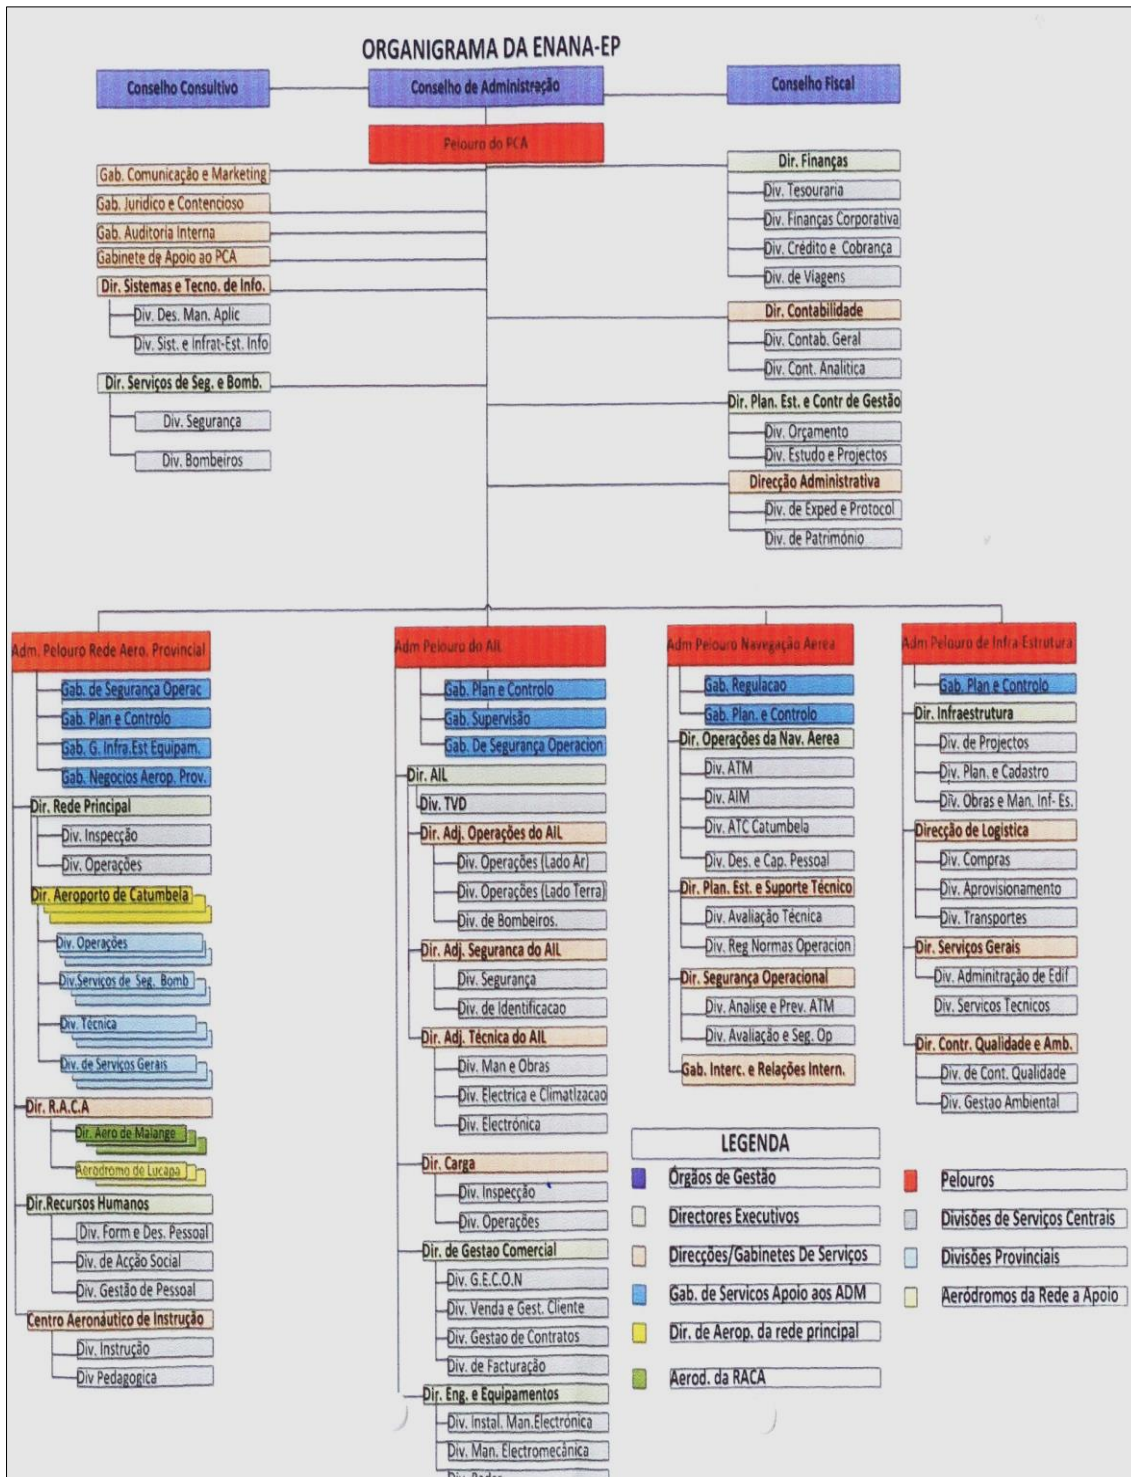 ORGANIGRAMA DA ENANA-EP
Conselho Consultivo
Conselho de Administração
Conselho Fiscal
Pelouro do PCA
Gab. Comunicação e Marketing
Gab. Juridico e Contencioso
Gab. Auditoria Interna
Gabinete de Apoio ao PCA
Dir. Sistemas e Tecno. de Info.
Div. Des. Man. Aplic
Div. Sist. e Infrat-Est. Info
Dir. Serviços de Seg. e Bomb.
Div. Segurança
Div. Bombeiros
Dir. Finanças
Div. Tesouraria
Div. Finanças Corporativa
Div. Crédito e Cobrança
Div. de Viagens
Dir. Contabilidade
Div. Contab. Geral
Div. Cont. Analitica
Dir. Plan. Est. e Contr de Gestão
Div. Orçamento
Div. Estudo e Projectos
Direcção Administrativa
Div. de Exped e Protocol
Div. de Património
Adm. Pelouro Rede Aero. Provincial
Gab. de Segurança Operac
Gab. Plan e Controlo
Gab. G. Infra.Est Equipam.
Gab. Negocios Aerop. Prov.
Dir. Rede Principal
Div. Inspecção
Div. Operações
Dir. Aeroporto de Catumbela
Div. Operações
Div.Serviços de Seg. Bomb
Div. Técnica
Div. de Serviços Gerais
Dir. R.A.C.A
Dir. Aero de Malange
Aerodromo de Lucapa
Dir.Recursos Humanos
Div. Form e Des. Pessoal
Div. de Acção Social
Div. Gestão de Pessoal
Centro Aeronáutico de Instrução
Div. Instrução
Div Pedagogica
Adm Pelouro do AIL
Gab. Plan e Controlo
Gab. Supervisão
Gab. De Segurança Operacion
Dir. AIL
Div. TVD
Dir. Adj. Operações do AIL
Div. Operações (Lado Ar)
Div. Operações (Lado Terra)
Div. de Bombeiros.
Dir. Adj. Seguranca do AIL
Div. Segurança
Div. de Identificacao
Dir. Adj. Técnica do AIL
Div. Man e Obras
Div. Electrica e Climatizacao
Div. Electrónica
Dir. Carga
Div. Inspecção
Div. Operações
Dir. de Gestao Comercial
Div. G.E.C.O.N
Div. Venda e Gest. Cliente
Div. Gestao de Contratos
Div. de Facturação
Dir. Eng. e Equipamentos
Div. Instal. Man.Electrónica
Div. Man. Electromecânica
Adm Pelouro Navegação Aerea
Gab. Regulacao
Gab. Plan. e Controlo
Dir. Operações da Nav. Aerea
Div. ATM
Div. AIM
Div. ATC Catumbela
Div. Des. e Cap. Pessoal
Dir. Plan. Est. e Suporte Técnico
Div. Avaliação Técnica
Div. Reg Normas Operacion
Dir. Segurança Operacional
Div. Analise e Prev. ATM
Div. Avaliação e Seg. Op
Gab. Interc. e Relações Intern.
Adm Pelouro de Infra-Estrutura
Gab. Plan e Controlo
Dir. Infraestrutura
Div. de Projectos
Div. Plan. e Cadastro
Div. Obras e Man. Inf- Es.
Direcção de Logistica
Div. Compras
Div. Aprovisionamento
Div. Transportes
Dir. Serviços Gerais
Div. Adminitração de Edif
Div. Servicos Tecnicos
Dir. Contr. Qualidade e Amb.
Div. de Cont. Qualidade
Div. Gestao Ambiental
LEGENDA
Órgãos de Gestão
Directores Executivos
Direcções/Gabinetes De Serviços
Gab. de Servicos Apoio aos ADM
Dir. de Aerop. da rede principal
Aerod. da RACA
Pelouros
Divisões de Serviços Centrais
Divisões Provinciais
Aeródromos da Rede a Apoio